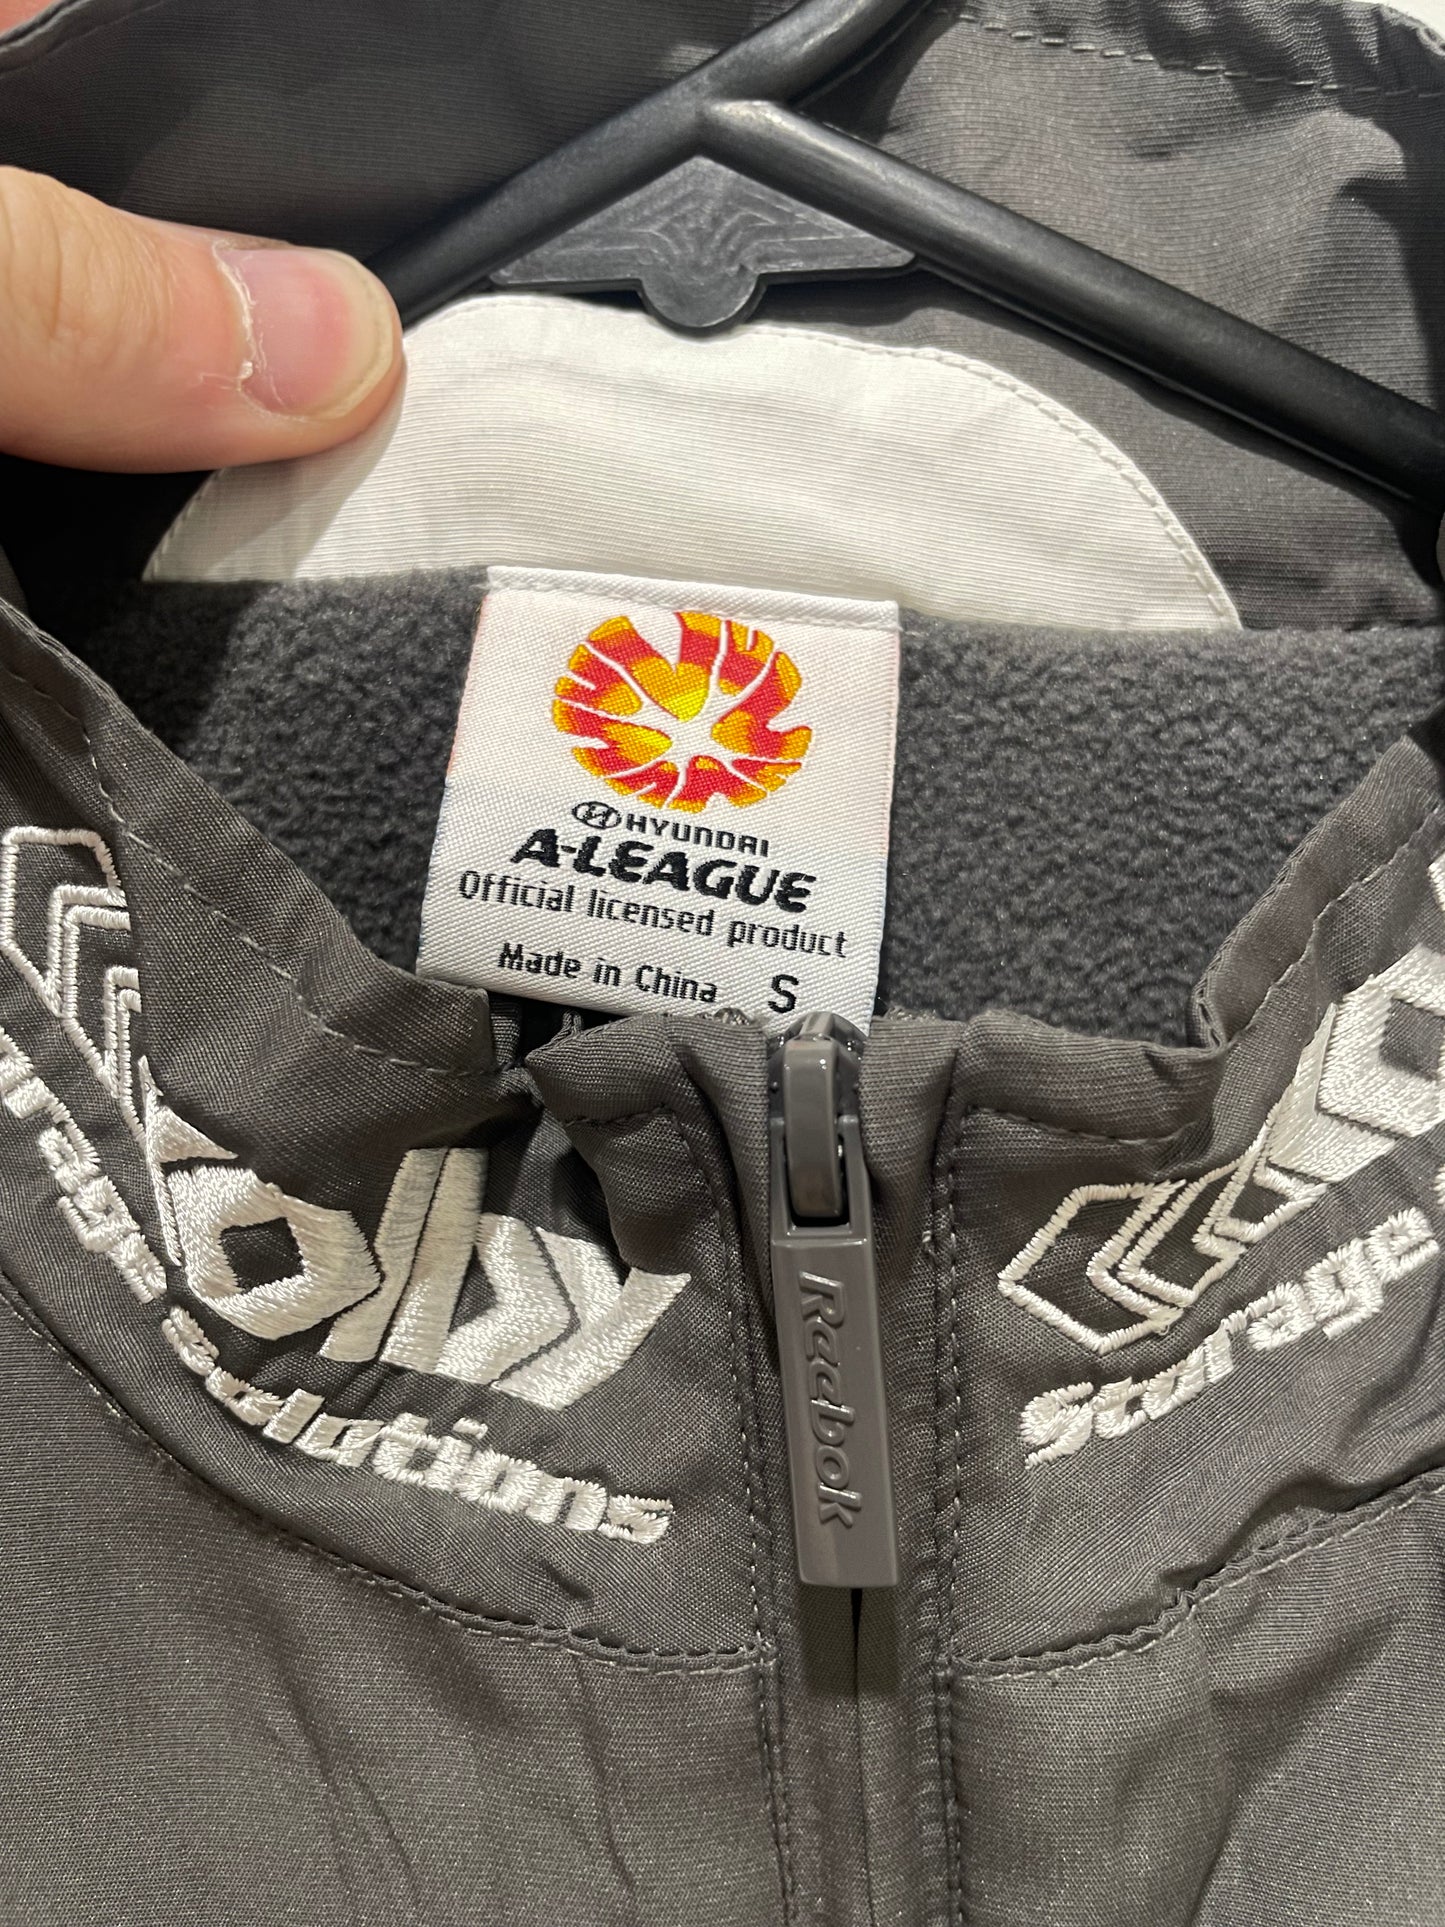 HYUNDAI
A-LEAGUE
Official licensed product
Made in China S
Solutions
Storage
Reebok